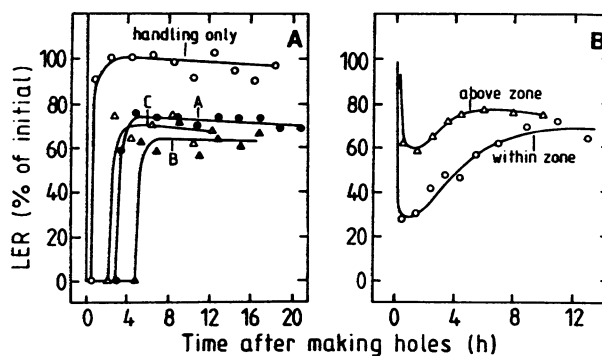 A
handling only
C
A
B
100
80
60
40
20
0
LER (% of initial)
0
4
8
12
16
20
B
above zone
within zone
100
80
60
40
20
0
0
4
8
12
Time after making holes (h)